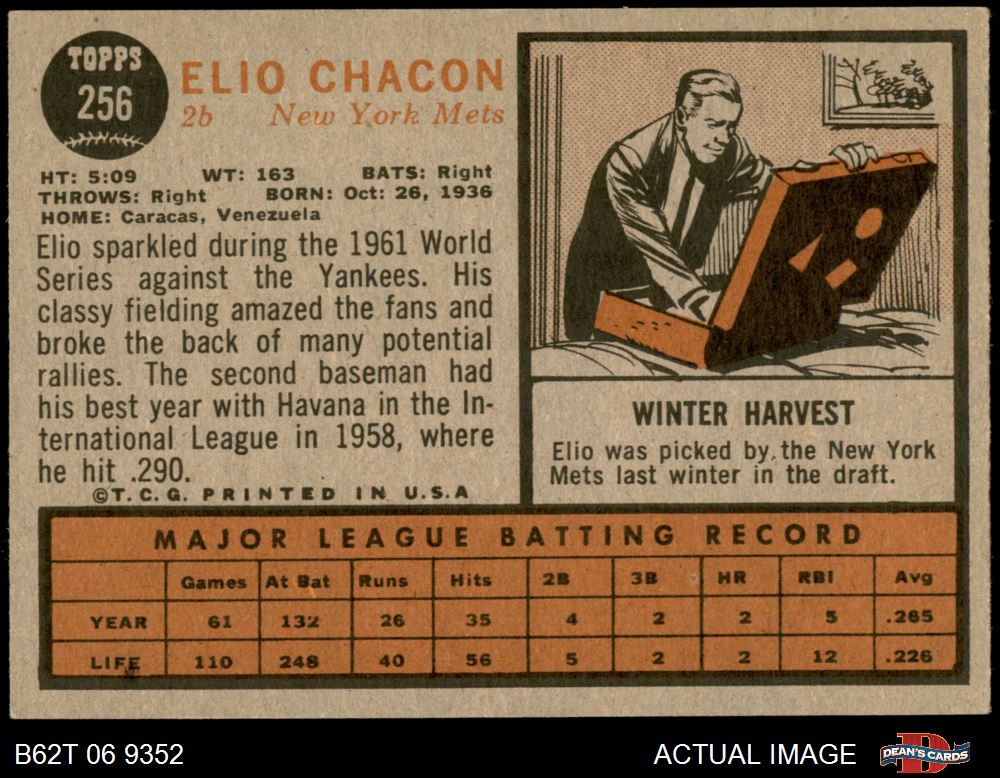 TOPPS
256
ELIO CHACON
2b New York Mets
HT: 5:09 WT: 163 BATS: Right
THROWS: Right BORN: Oct: 26, 1936
HOME: Caracas, Venezuela
Elio sparkled during the 1961 World
Series against the Yankees. His
classy fielding amazed the fans and
broke the back of many potential
rallies. The second baseman had
his best year with Havana in the In-
ternational League in 1958, where
he hit .290.
©T.C.G. PRINTED IN U.S.A
WINTER HARVEST
Elio was picked by the New York
Mets last winter in the draft.
MAJOR LEAGUE BATTING RECORD
Games At Bat Runs Hits 2B 3B HR RBI Avg
YEAR 61 132 26 35 4 2 2 5 .265
LIFE 110 248 40 56 5 2 2 12 .226
B62T 06 9352
ACTUAL IMAGE
DEAN'S CARDS